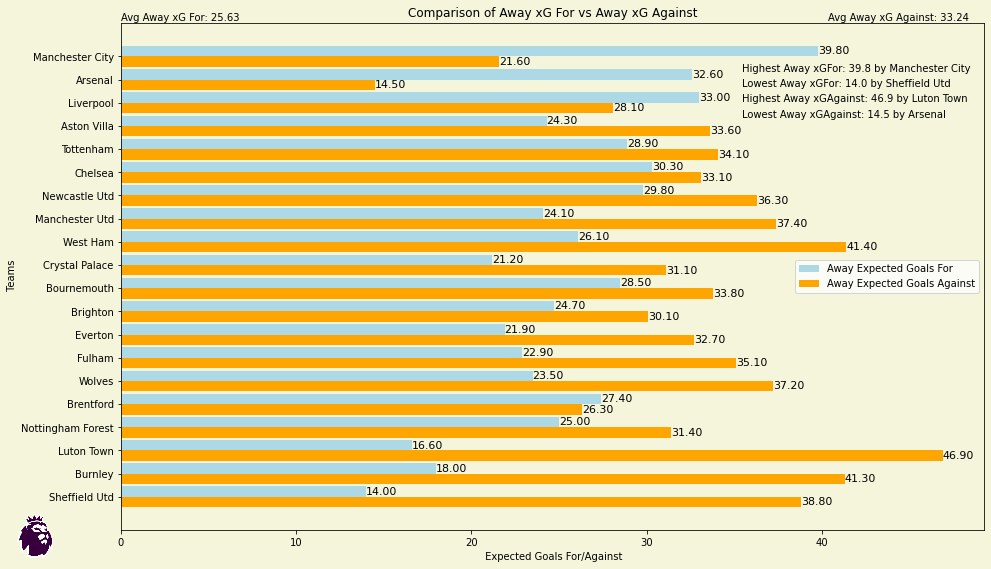 Avg Away xG For: 25.63
Comparison of Away xG For vs Away xG Against
Avg Away xG Against: 33.24
Highest Away xGFor: 39.8 by Manchester City
Lowest Away xGFor: 14.0 by Sheffield Utd
Highest Away xGAgainst: 46.9 by Luton Town
Lowest Away xGAgainst: 14.5 by Arsenal
Teams
Manchester City
39.80
21.60
Arsenal
32.60
14.50
Liverpool
33.00
28.10
Aston Villa
24.30
33.60
Tottenham
28.90
34.10
Chelsea
30.30
33.10
Newcastle Utd
29.80
36.30
Manchester Utd
24.10
37.40
West Ham
26.10
41.40
Crystal Palace
21.20
31.10
Bournemouth
28.50
33.80
Brighton
24.70
30.10
Everton
21.90
32.70
Fulham
22.90
35.10
Wolves
23.50
37.20
Brentford
27.40
26.30
Nottingham Forest
25.00
31.40
Luton Town
16.60
46.90
Burnley
18.00
41.30
Sheffield Utd
14.00
38.80
Away Expected Goals For
Away Expected Goals Against
0 10 20 30 40
Expected Goals For/Against